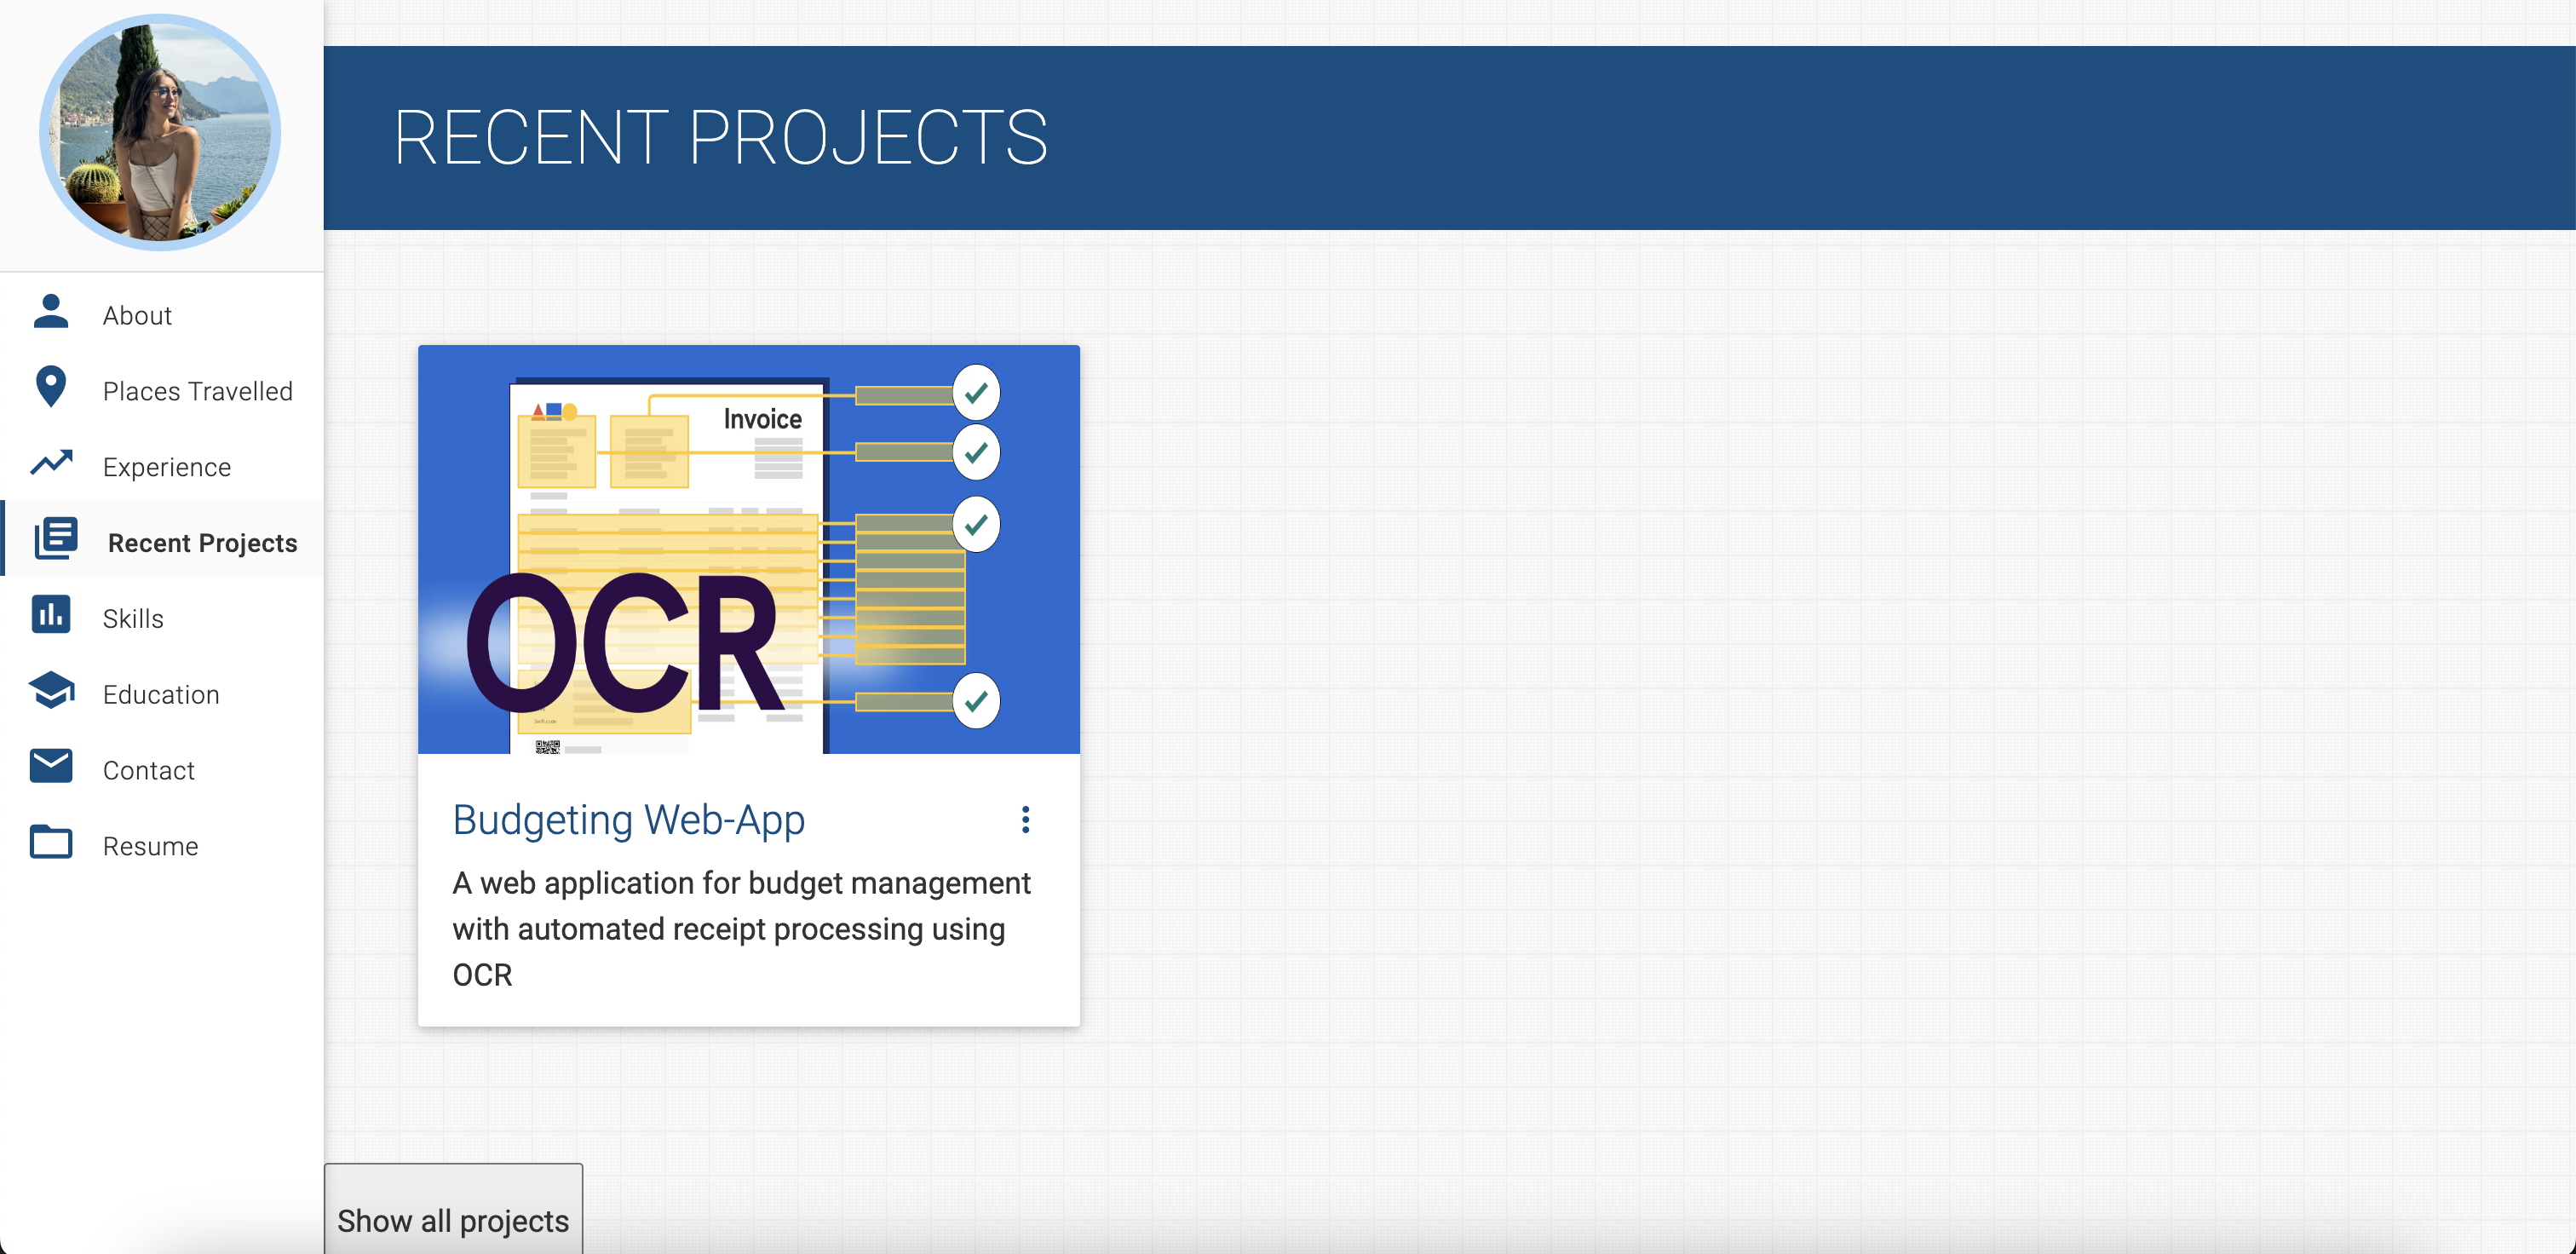 RECENT PROJECTS
About
Places Travelled
Experience
Recent Projects
Skills
Education
Contact
Resume
Invoice
OCR
Budgeting Web-App
A web application for budget management
with automated receipt processing using
OCR
Show all projects